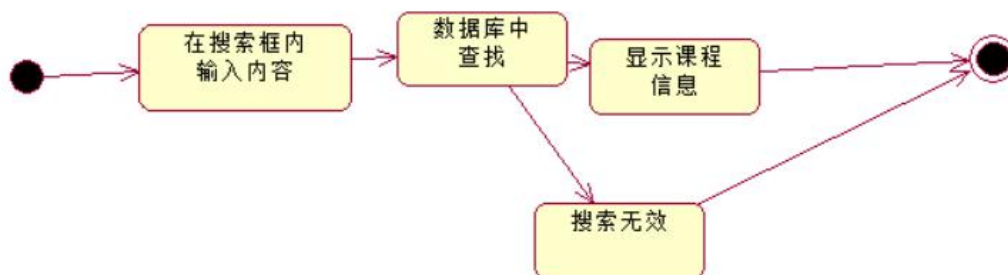 在搜索框内
输入内容
数据库中
查找
显示课程
信息
搜索无效